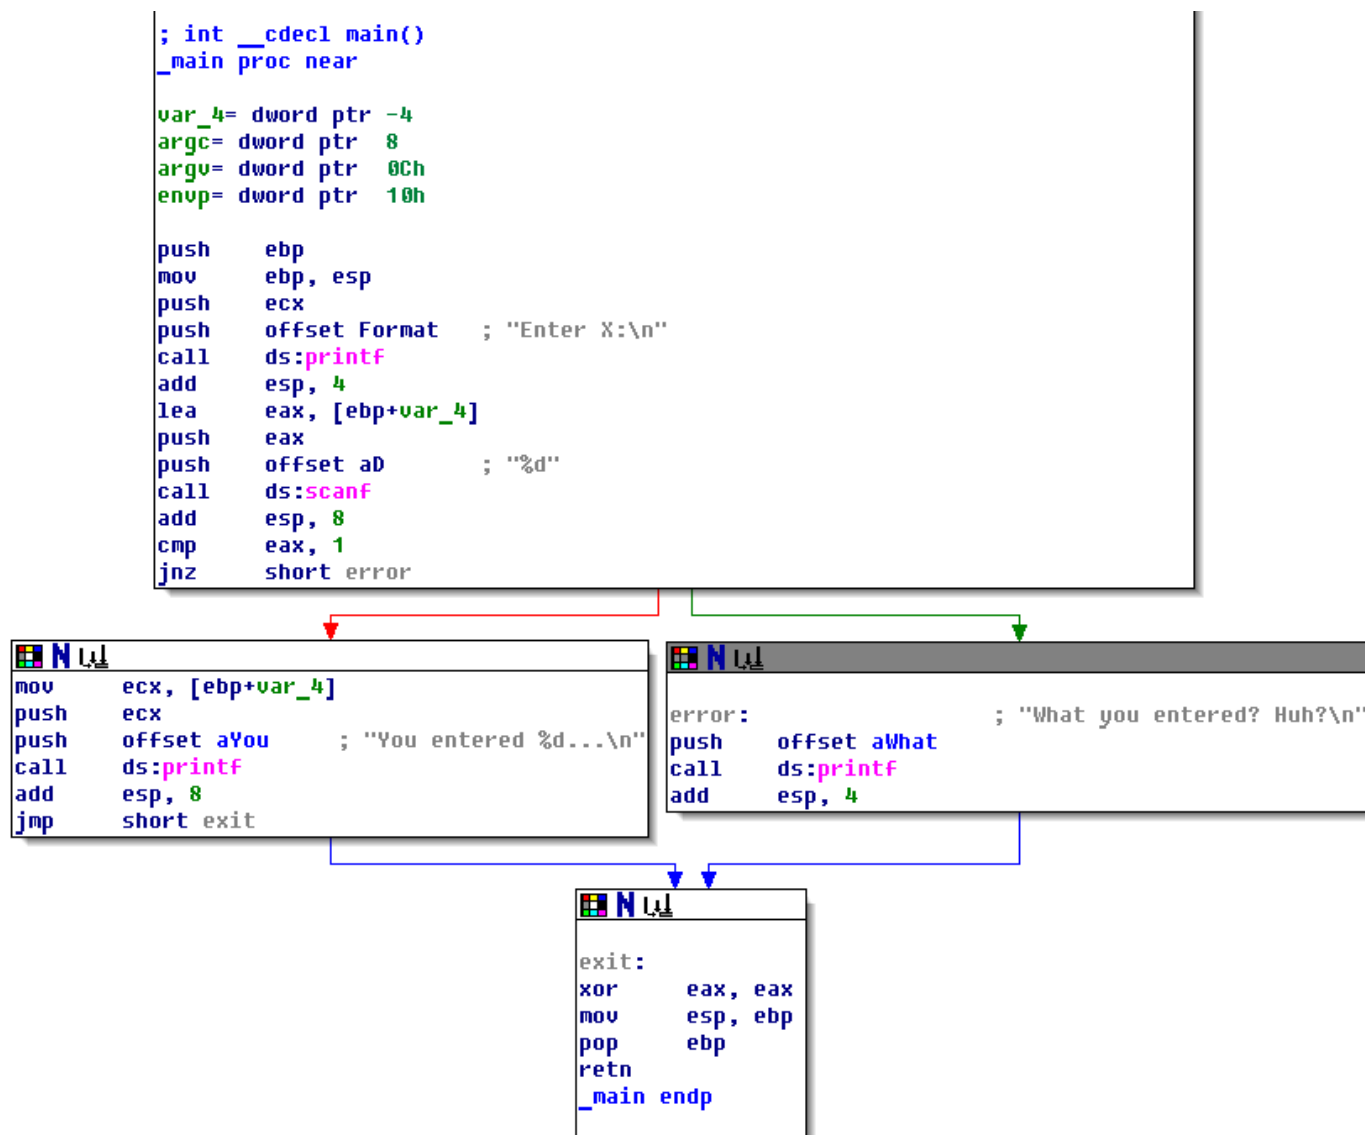 ; int __cdecl main()
_main proc near
var_4= dword ptr -4
argc= dword ptr  8
argv= dword ptr  0Ch
envp= dword ptr  10h
push    ebp
mov     ebp, esp
push    ecx
push    offset Format   ; "Enter X:\n"
call    ds:printf
add     esp, 4
lea     eax, [ebp+var_4]
push    eax
push    offset aD       ; "%d"
call    ds:scanf
add     esp, 8
cmp     eax, 1
jnz     short error
N
mov     ecx, [ebp+var_4]
push    ecx
push    offset aYou     ; "You entered %d...\n"
call    ds:printf
add     esp, 8
jmp     short exit
N
error:                  ; "What you entered? Huh?\n"
push    offset aWhat
call    ds:printf
add     esp, 4
N
exit:
xor     eax, eax
mov     esp, ebp
pop     ebp
retn
_main endp